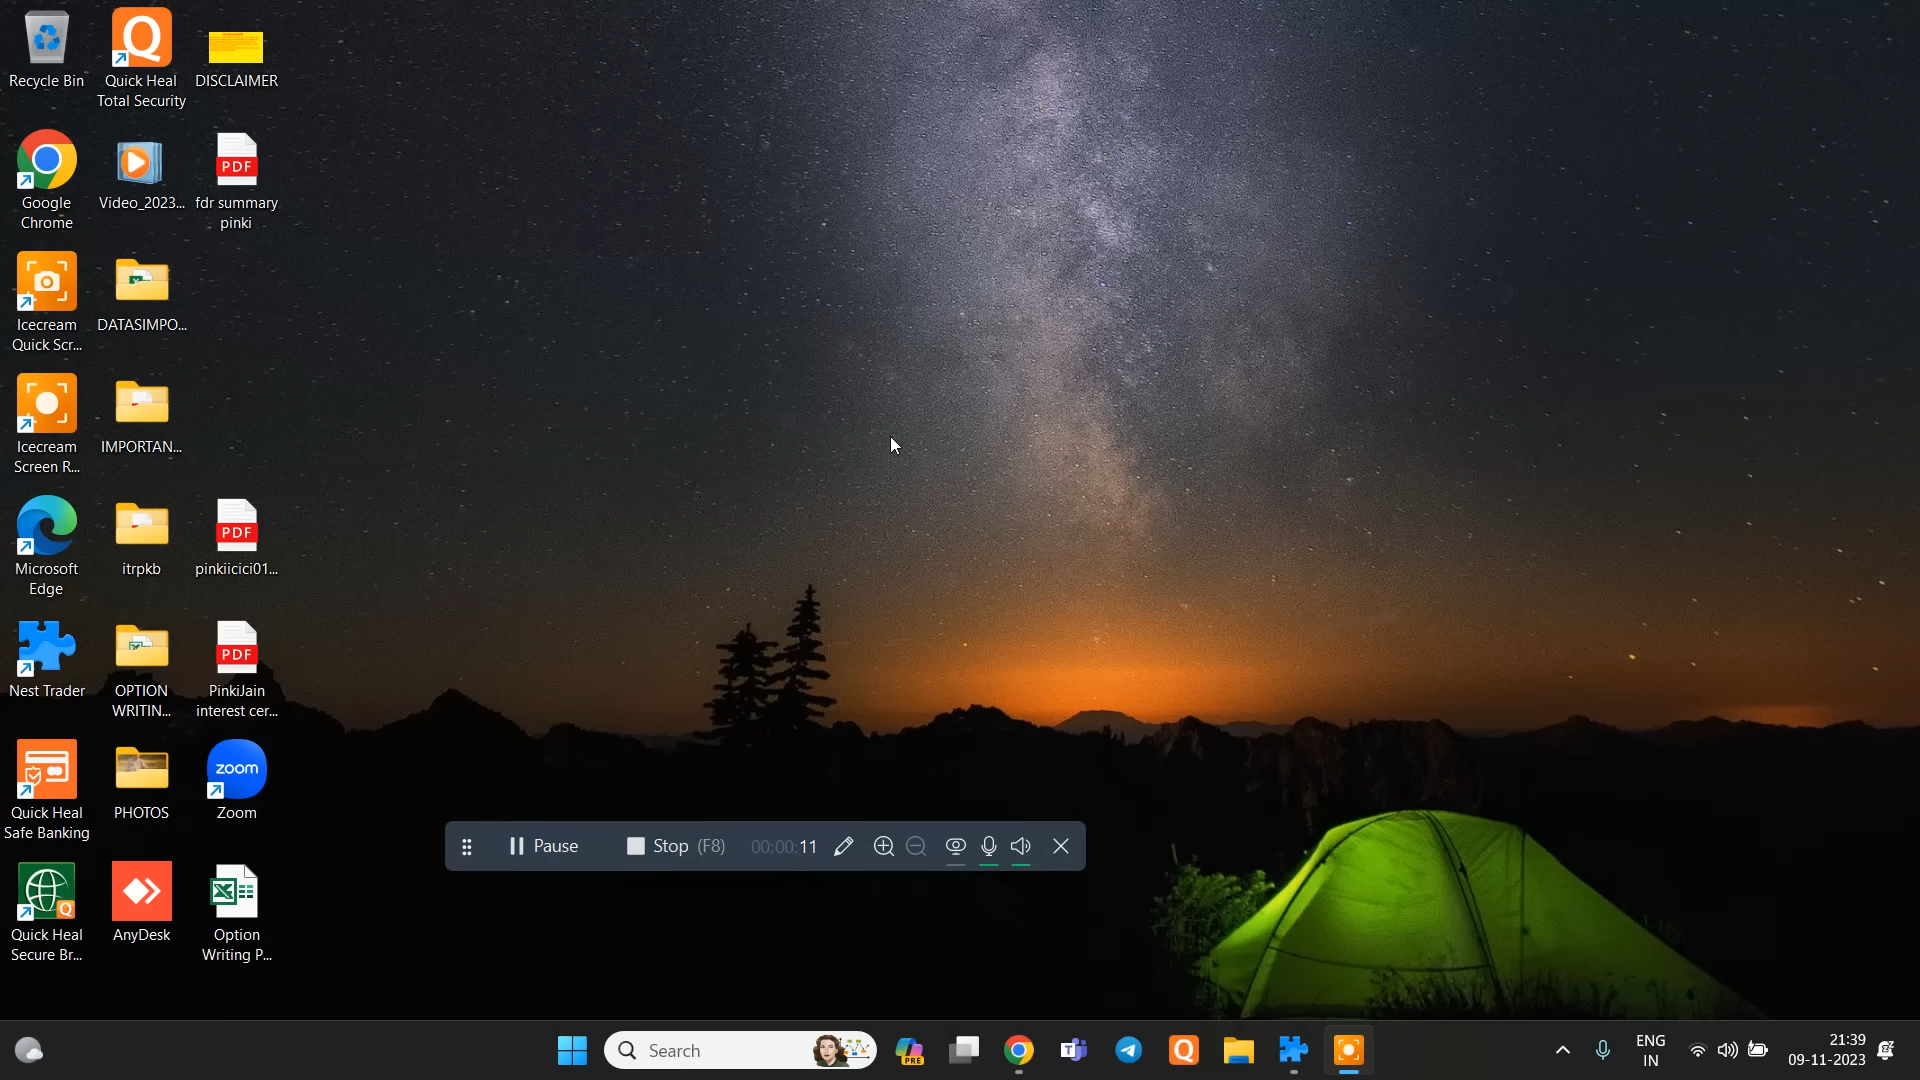 Recycle Bin
Quick Heal
Total Security
DISCLAIMER
Google
Chrome
Video_2023...
PDF
fdr summary
pinki
Icecream
Quick Scr...
DATASIMPO...
Icecream
Screen R...
IMPORTAN...
Microsoft
Edge
itrpkb
PDF
pinkiicici01...
Nest Trader
OPTION
WRITIN...
PDF
PinkiJain
interest cer...
Quick Heal
Safe Banking
PHOTOS
zoom
Zoom
Quick Heal
Secure Br...
AnyDesk
Option
Writing P...
Pause Stop (F8) 00:00:11
Search
PRE
ENG
IN
21:39
09-11-2023